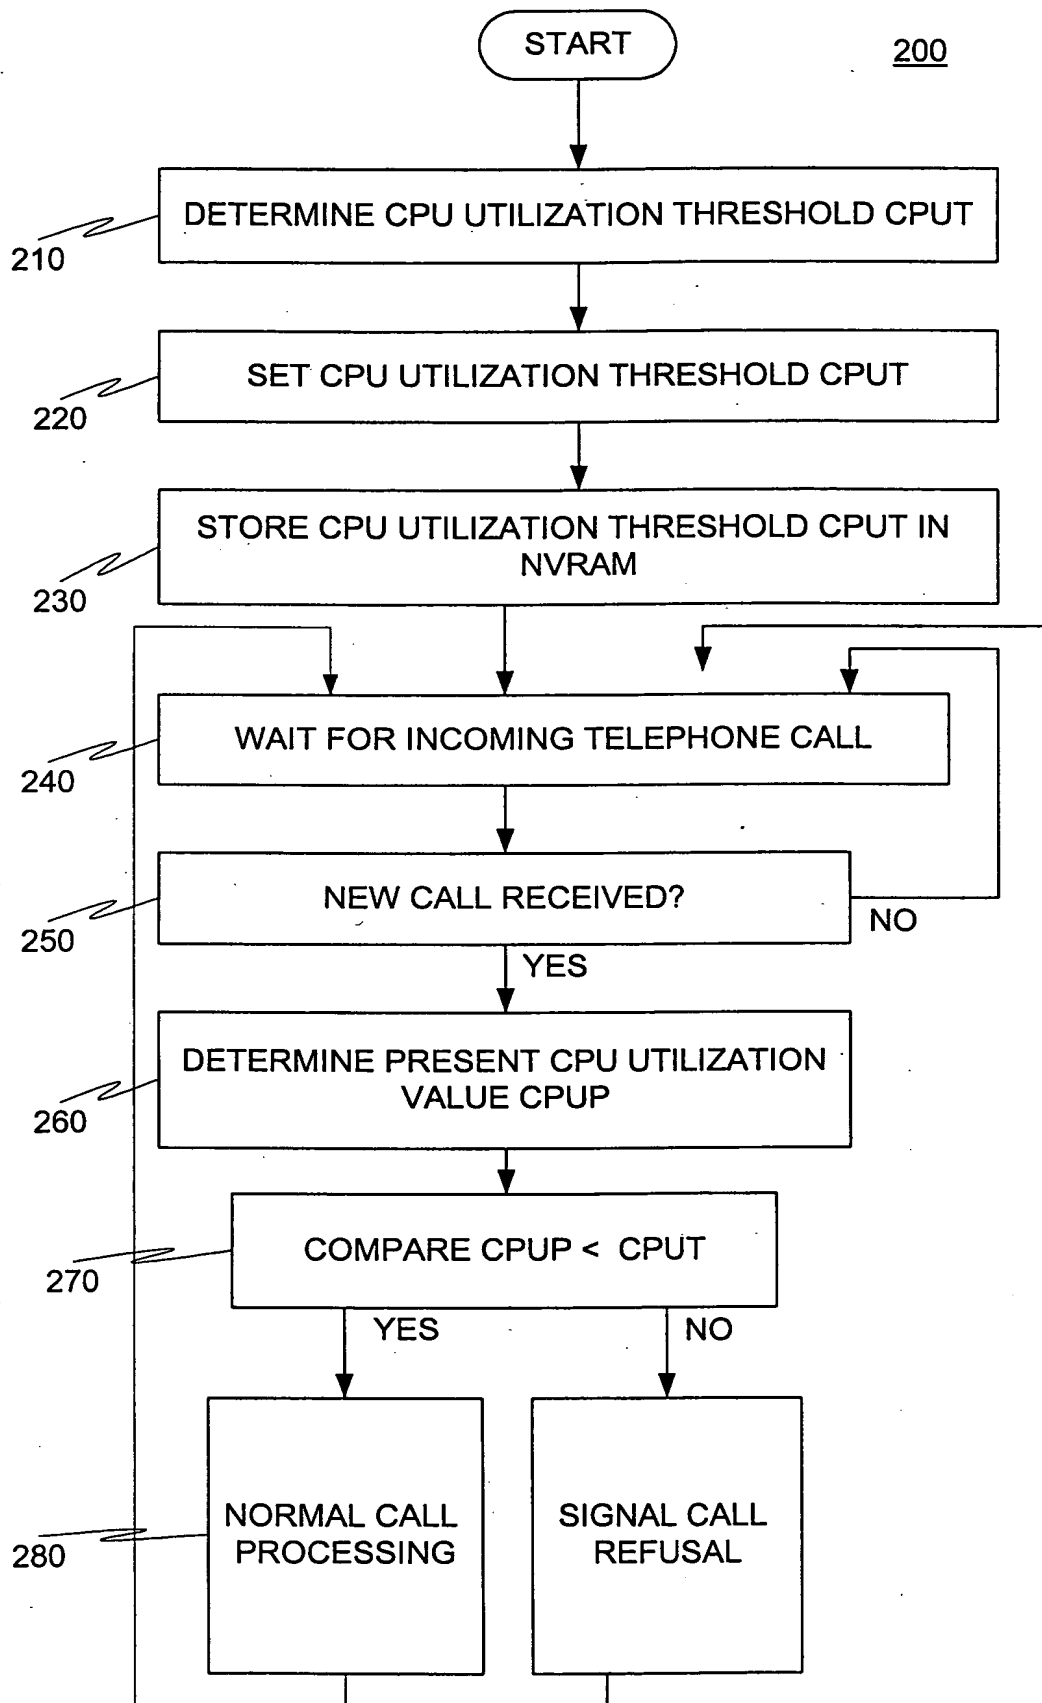 START
200
DETERMINE CPU UTILIZATION THRESHOLD CPUT
210
SET CPU UTILIZATION THRESHOLD CPUT
220
STORE CPU UTILIZATION THRESHOLD CPUT IN
NVRAM
230
WAIT FOR INCOMING TELEPHONE CALL
240
NEW CALL RECEIVED?
250
NO
YES
DETERMINE PRESENT CPU UTILIZATION
VALUE CPUP
260
COMPARE CPUP < CPUT
270
YES
NO
NORMAL CALL
PROCESSING
280
SIGNAL CALL
REFUSAL